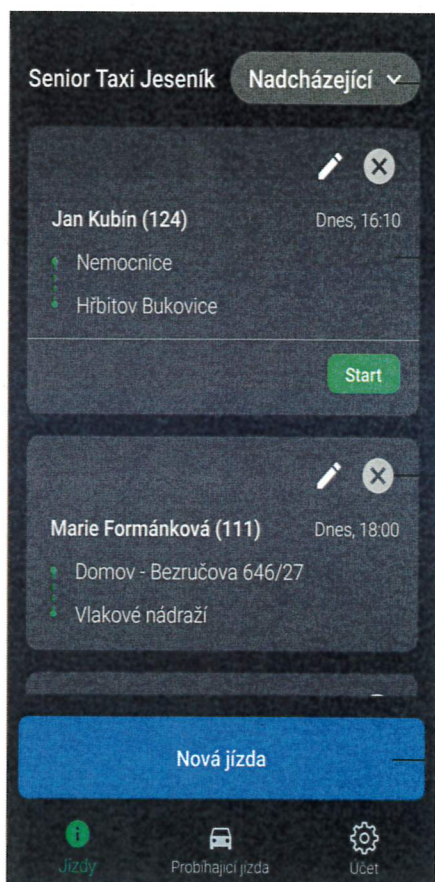 Senior Taxi Jeseník
Nadcházející
Jan Kubín (124)
Dnes, 16:10
Nemocnice
Hřbitov Bukovice
Start
Marie Formánková (111)
Dnes, 18:00
Domov - Bezručova 646/27
Vlakové nádraží
Nová jízda
Jízdy
Probíhající jízda
Účet